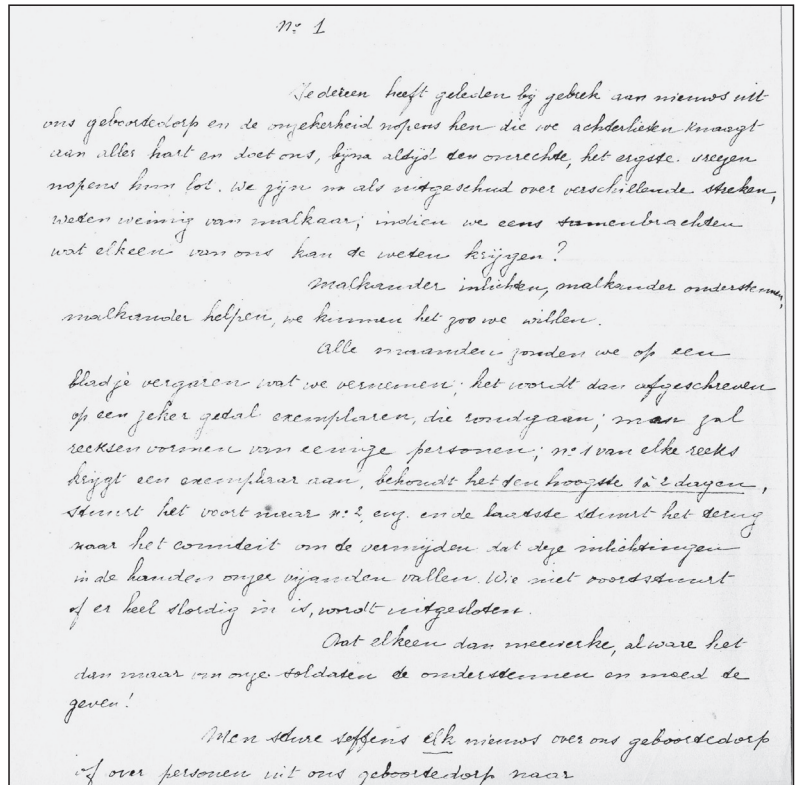 No 1
Iedereen heeft geleden bij gebrek aan nieuws uit
ons geboortedorp en de onzekerheid nopens hen die we achterlieten knaagt
aan aller hart en doet ons, bijna altijd ten onrechte, het ergste vreezen
nopens hun lot. We zijn nu als uitgeschud over verschillende streken,
weten weinig van malkaar; indien we eens samenbrachten
wat elkeen van ons kan te weten krijgen?
Malkander inlichten, malkander ondersteunen,
malkander helpen, we kunnen het zoo we willen.
Alle maanden zouden we op een
bladje vergaren wat we vernemen; het wordt dan afgeschreven
op een zeker getal exemplaren, die rondgaan; men zal
reeksen vormen van eenige personen; no 1 van elke reeks
krijgt een exemplaar aan, behoudt het ten hoogste 1 à 2 dagen,
stuurt het voort naar no 2, enz. en de laatste stuurt het terug
naar het comiteit om te vermijden dat deze inlichtingen
in de handen onzer vijanden vallen. Wie niet voortstuurt
of er heel slordig in is, wordt uitgesloten.
Dat elkeen dan meewerke, al ware het
dan maar om onze soldaten te ondersteunen en moed te
geven!
Men sture seffens elk nieuws over ons geboortedorp
of over personen uit ons geboortedorp naar